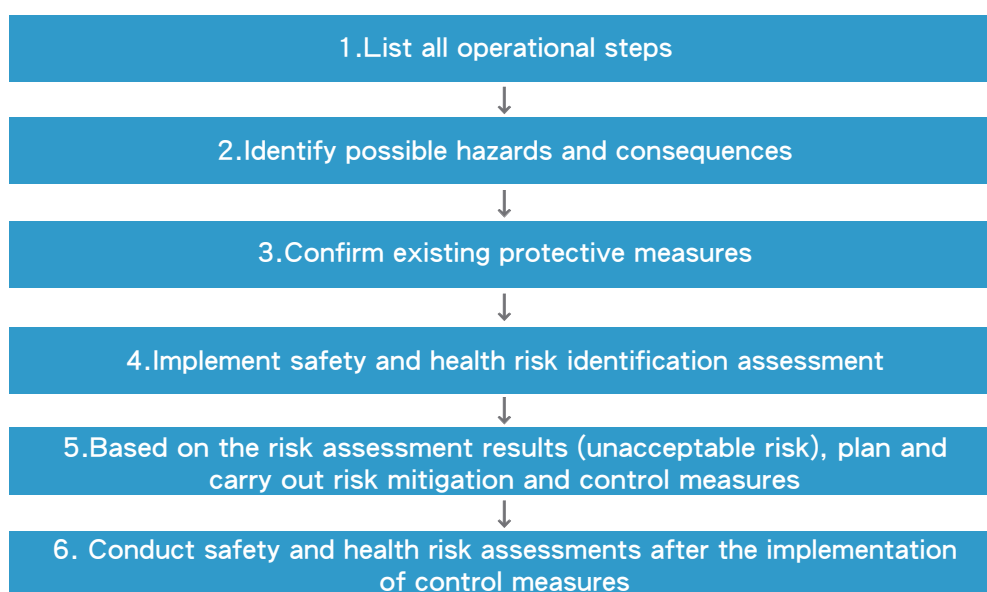 1.List all operational steps
2.Identify possible hazards and consequences
3.Confirm existing protective measures
4.Implement safety and health risk identification assessment
5.Based on the risk assessment results (unacceptable risk), plan and
carry out risk mitigation and control measures
6. Conduct safety and health risk assessments after the implementation
of control measures